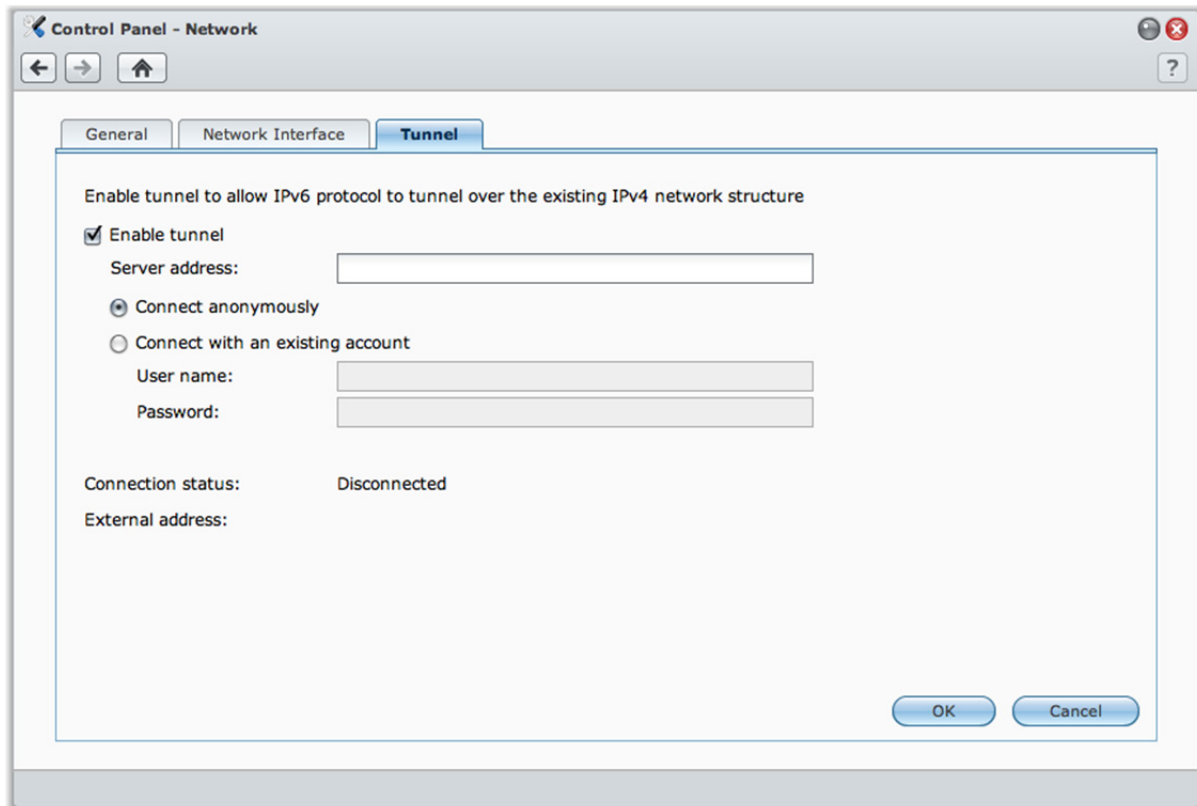 Control Panel - Network
?
General Network Interface Tunnel
Enable tunnel to allow IPv6 protocol to tunnel over the existing IPv4 network structure
Enable tunnel
Server address:
Connect anonymously
Connect with an existing account
User name:
Password:
Connection status: Disconnected
External address:
OK Cancel